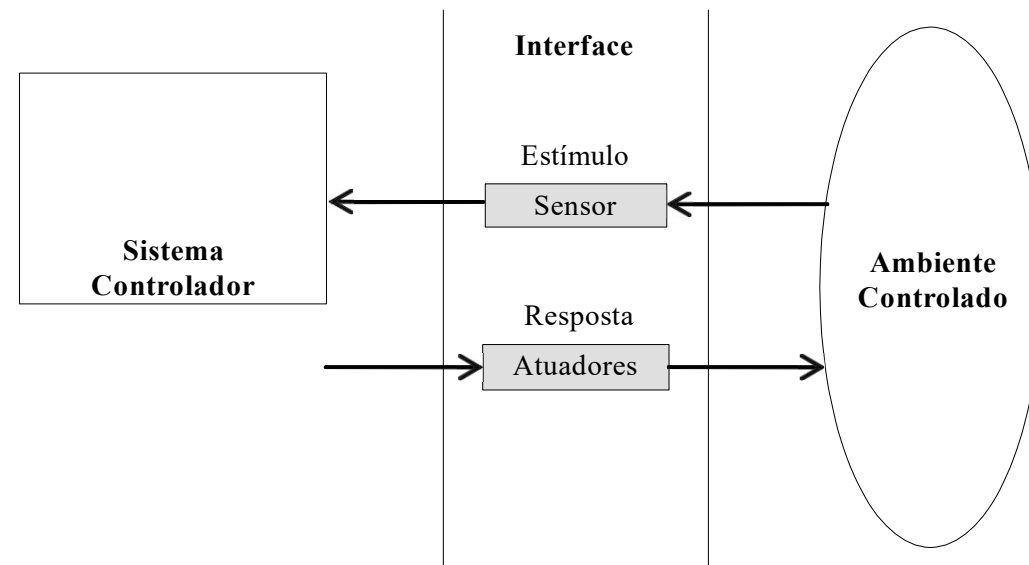 Interface
Estímulo
Sensor
Sistema
Controlador
Ambiente
Controlado
Resposta
Atuadores